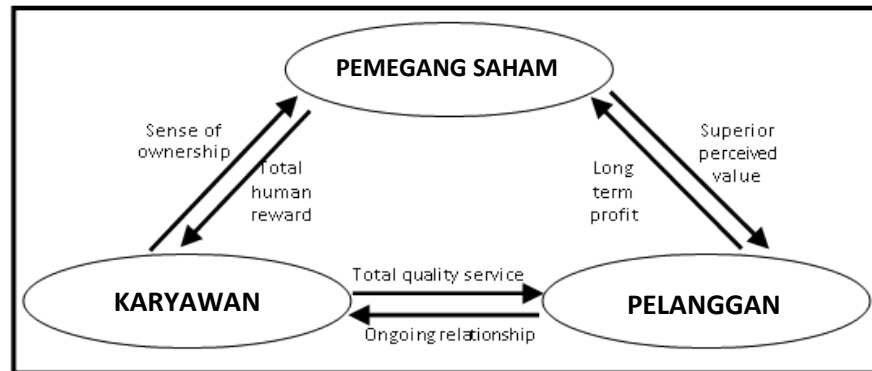 PEMEGANG SAHAM
Sense of
ownership
Total
human
reward
Long
term
profit
Superior
perceived
value
KARYAWAN
Total quality service
PELANGGAN
Ongoing relationship